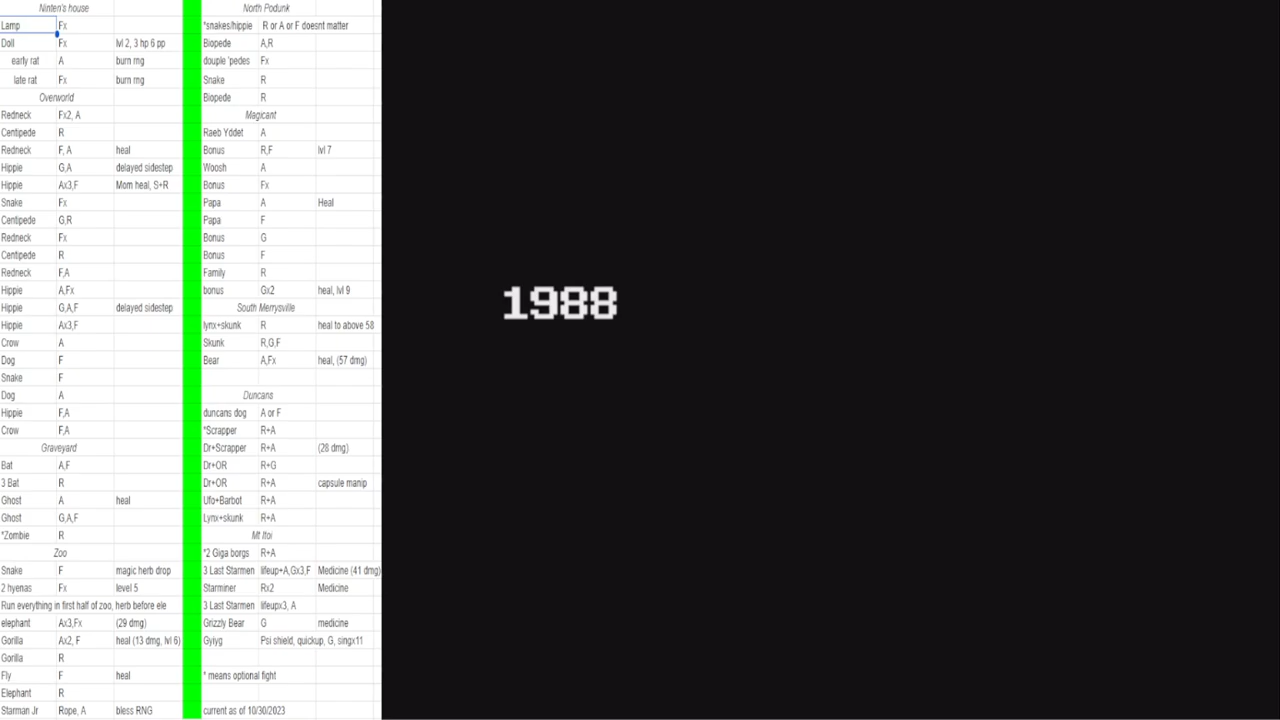 Ninten's house
Lamp Fx
Doll Fx lvl 2, 3 hp 6 pp
early rat A burn rng
late rat Fx burn rng
Overworld
Redneck Fx2, A
Centipede R
Redneck F, A heal
Hippie G,A delayed sidestep
Hippie Ax3,F Mom heal, S+R
Snake Fx
Centipede G,R
Redneck Fx
Centipede R
Redneck F,A
Hippie A,Fx
Hippie G,A,F delayed sidestep
Hippie Ax3,F
Crow A
Dog F
Snake F
Dog A
Hippie F,A
Crow F,A
Graveyard
Bat A,F
3 Bat R
Ghost A heal
Ghost G,A,F
*Zombie R
Zoo
Snake F magic herb drop
2 hyenas Fx level 5
Run everything in first half of zoo, herb before ele
elephant Ax3,Fx (29 dmg)
Gorilla Ax2, F heal (13 dmg, lvl 6)
Gorilla R
Fly F heal
Elephant R
Starman Jr Rope, A bless RNG
North Podunk
*snakes/hippie R or A or F doesnt matter
Biopede A,R
douple 'pedes Fx
Snake R
Biopede R
Magicant
Raeb Yddet A
Bonus R,F lvl 7
Woosh A
Bonus Fx
Papa A Heal
Papa F
Bonus G
Bonus F
Family R
bonus Gx2 heal, lvl 9
South Merrysville
lynx+skunk R heal to above 58
Skunk R,G,F
Bear A,Fx heal, (57 dmg)
Duncans
duncans dog A or F
*Scrapper R+A
Dr+Scrapper R+A (28 dmg)
Dr+OR R+G
Dr+OR R+A capsule manip
Ufo+Barbot R+A
Lynx+skunk R+A
Mt Itoi
*2 Giga borgs R+A
3 Last Starmen lifeup+A,Gx3,F Medicine (41 dmg)
Starminer Rx2 Medicine
3 Last Starmen lifeupx3, A
Grizzly Bear G medicine
Gyiyg Psi shield, quickup, G, singx11
* means optional fight
current as of 10/30/2023
1988